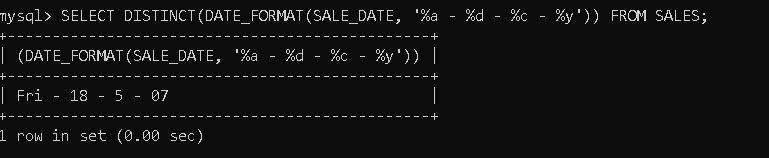 mysql> SELECT DISTINCT(DATE_FORMAT(SALE_DATE, '%a - %d - %c - %y')) FROM SALES;
+---------------------------------------------+
| (DATE_FORMAT(SALE_DATE, '%a - %d - %c - %y')) |
+---------------------------------------------+
| Fri - 18 - 5 - 07                             |
+---------------------------------------------+
1 row in set (0.00 sec)